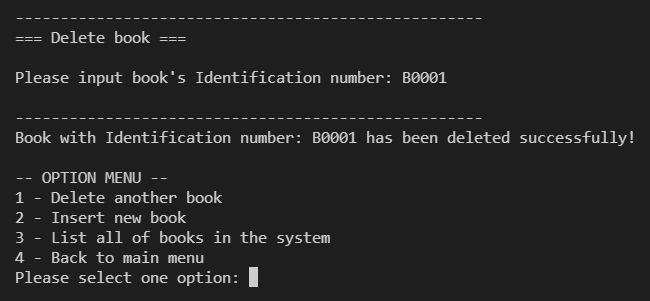 ----------------------------------------------------
=== Delete book ===
Please input book's Identification number: B0001
----------------------------------------------------
Book with Identification number: B0001 has been deleted successfully!
-- OPTION MENU --
1 - Delete another book
2 - Insert new book
3 - List all of books in the system
4 - Back to main menu
Please select one option: